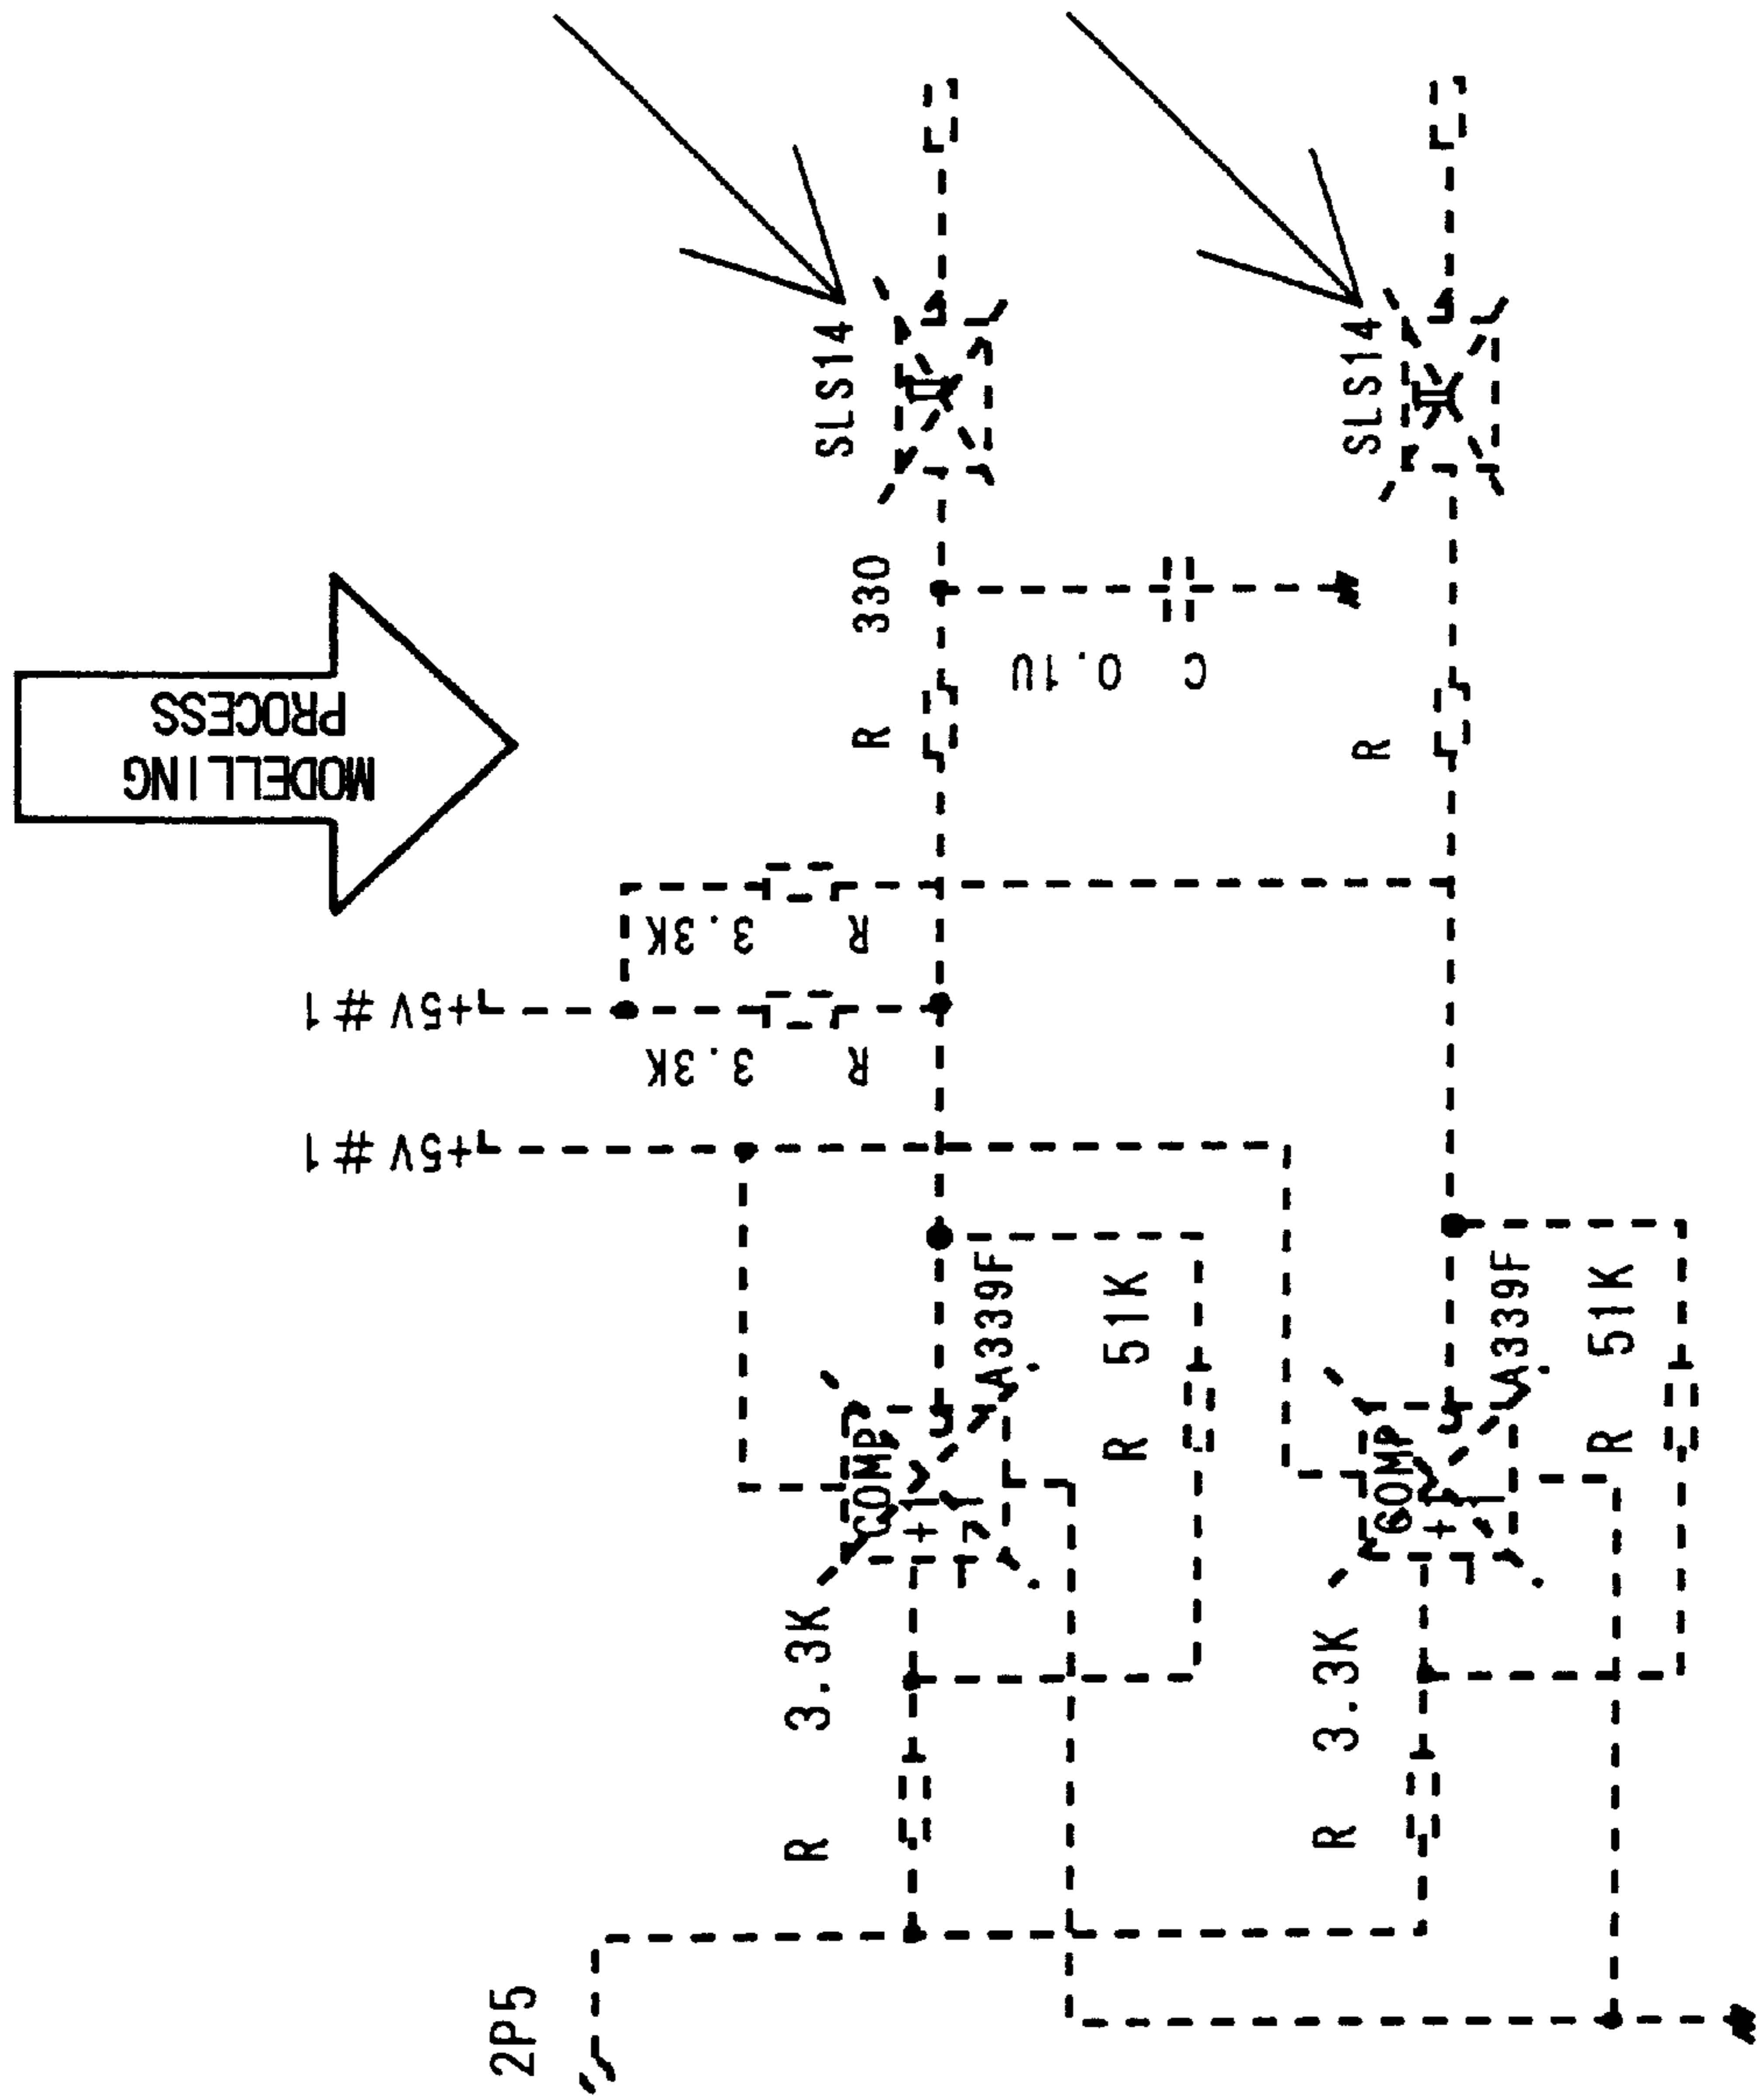 MODELLING
PROCESS
SLS14
SLS14
330
R
C 0.1U
R
3.3K R
+5V #1
3.3K R
+5V #1
COMP
+
-
A339F
R 51K
COMP
+
-
A339F
R 51K
R 3.3K
R 3.3K
2P5